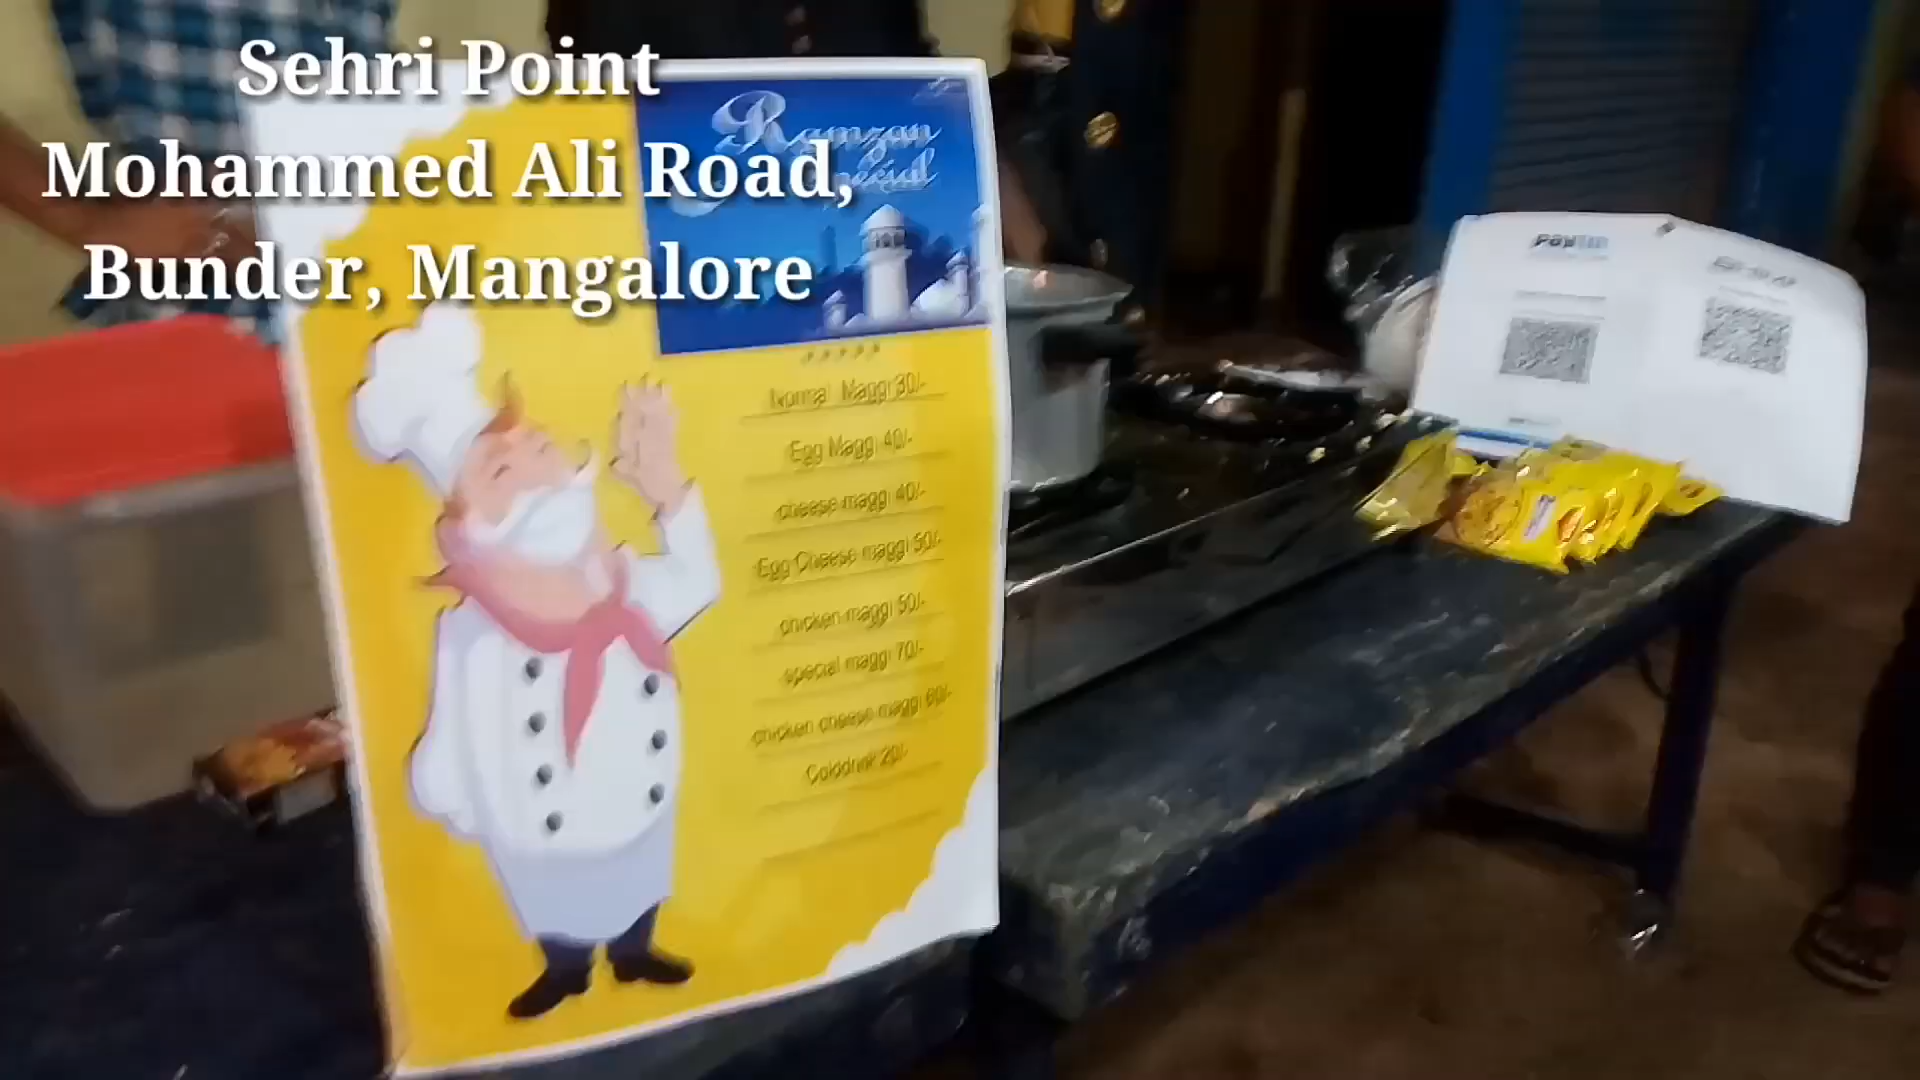 Sehri Point
Mohammed Ali Road,
Bunder, Mangalore
Ramzan
Special
Normal Maggi 30/-
Egg Maggi 40/-
cheese maggi 40/-
Egg Cheese maggi 50/-
chicken maggi 50/-
special maggi 70/-
chicken cheese maggi 60/-
Colddrink 20/-
paytm